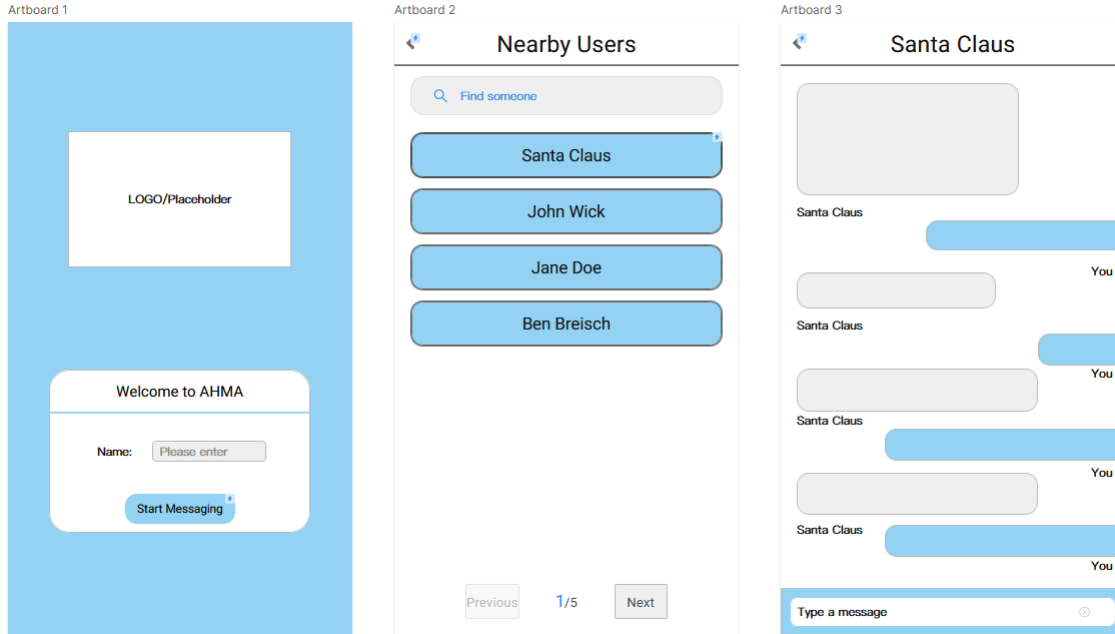 Artboard 1
LOGO/Placeholder
Welcome to AHMA
Name:
Please enter
Start Messaging
Artboard 2
Nearby Users
Find someone
Santa Claus
John Wick
Jane Doe
Ben Breisch
Previous
1/5
Next
Artboard 3
Santa Claus
Santa Claus
You
Santa Claus
You
Santa Claus
You
Santa Claus
You
Type a message